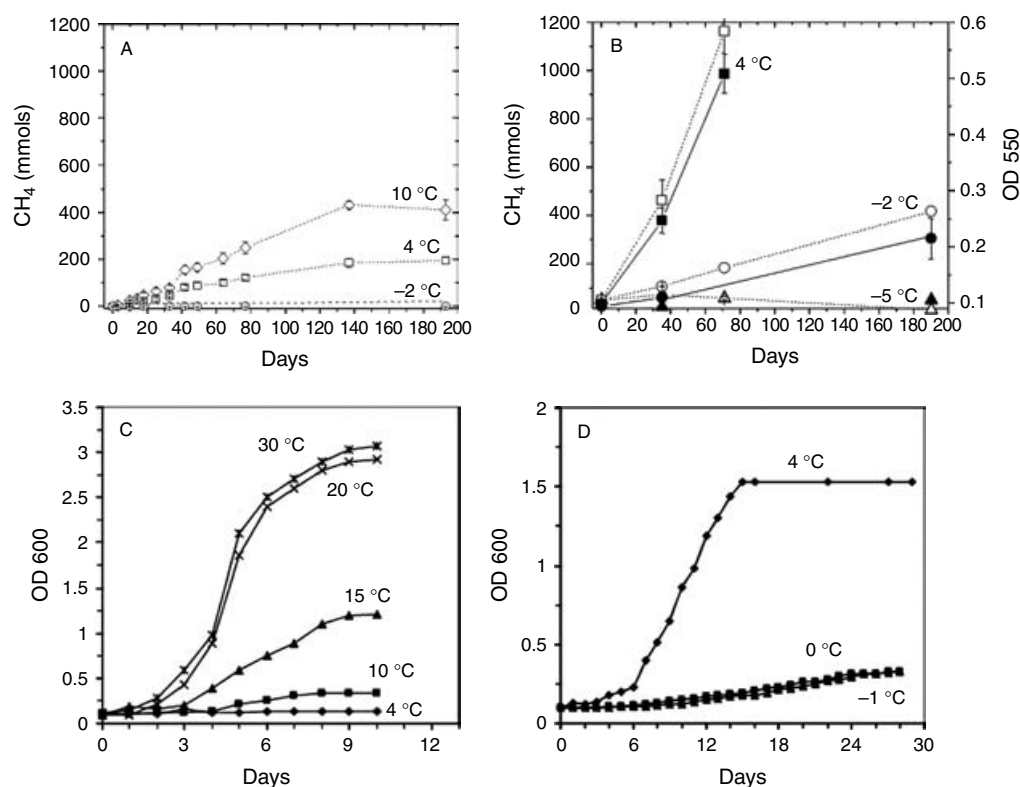 A
CH4 (mmols)
1200
1000
800
600
400
200
0
10 °C
4 °C
–2 °C
0 20 40 60 80 100 120 140 160 180 200
Days
B
CH4 (mmols)
1200
1000
800
600
400
200
0
4 °C
–2 °C
–5 °C
0.6
0.5
0.4
0.3
0.2
0.1
OD 550
0 20 40 60 80 100 120 140 160 180 200
Days
C
OD 600
3.5
3
2.5
2
1.5
1
0.5
0
30 °C
20 °C
15 °C
10 °C
4 °C
0 3 6 9 12
Days
D
OD 600
2
1.5
1
0.5
0
4 °C
0 °C
–1 °C
0 6 12 18 24 30
Days